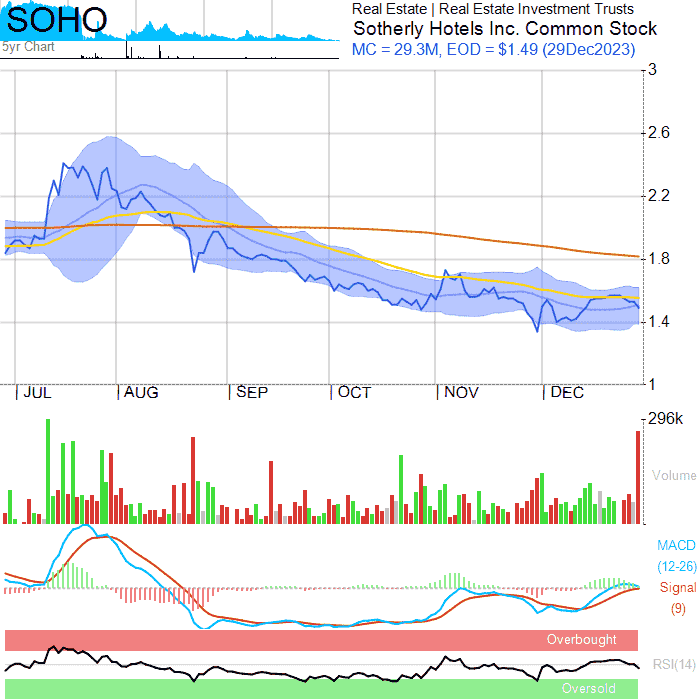 SOHO
5yr Chart
Real Estate | Real Estate Investment Trusts
Sotherly Hotels Inc. Common Stock
MC = 29.3M, EOD = $1.49 (29Dec2023)
3
2.6
2.2
1.8
1.4
1
JUL AUG SEP OCT NOV DEC
296k
Volume
MACD
(12-26)
Signal
(9)
Overbought
RSI(14)
Oversold